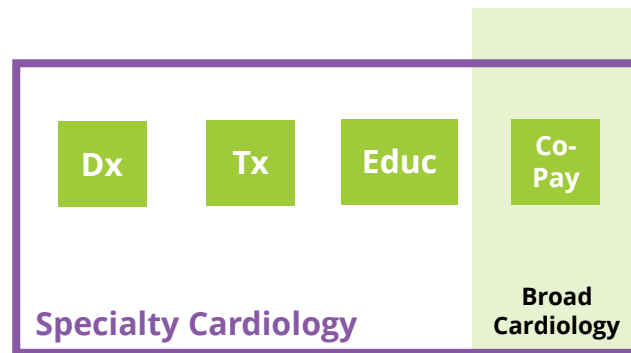 Dx
Tx
Educ
Co-
Pay
Specialty Cardiology
Broad
Cardiology